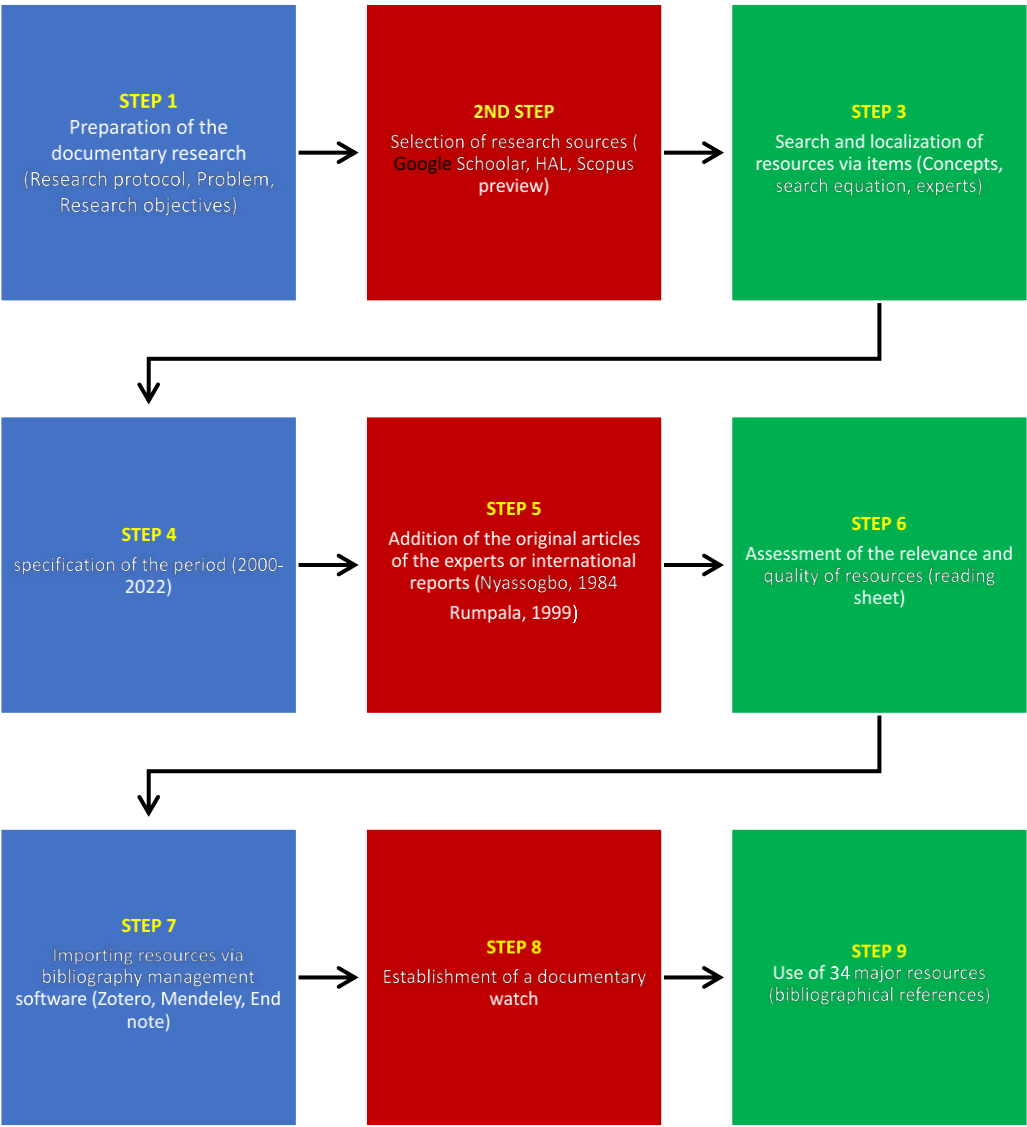 STEP 1
Preparation of the
documentary research
(Research protocol, Problem,
Research objectives)
2ND STEP
Selection of research sources (
Google Schoolar, HAL, Scopus
preview)
STEP 3
Search and localization of
resources via items (Concepts,
search equation, experts)
STEP 4
specification of the period (2000-
2022)
STEP 5
Addition of the original articles
of the experts or international
reports (Nyassogbo, 1984
Rumpala, 1999)
STEP 6
Assessment of the relevance and
quality of resources (reading
sheet)
STEP 7
Importing resources via
bibliography management
software (Zotero, Mendeley, End
note)
STEP 8
Establishment of a documentary
watch
STEP 9
Use of 34 major resources
(bibliographical references)